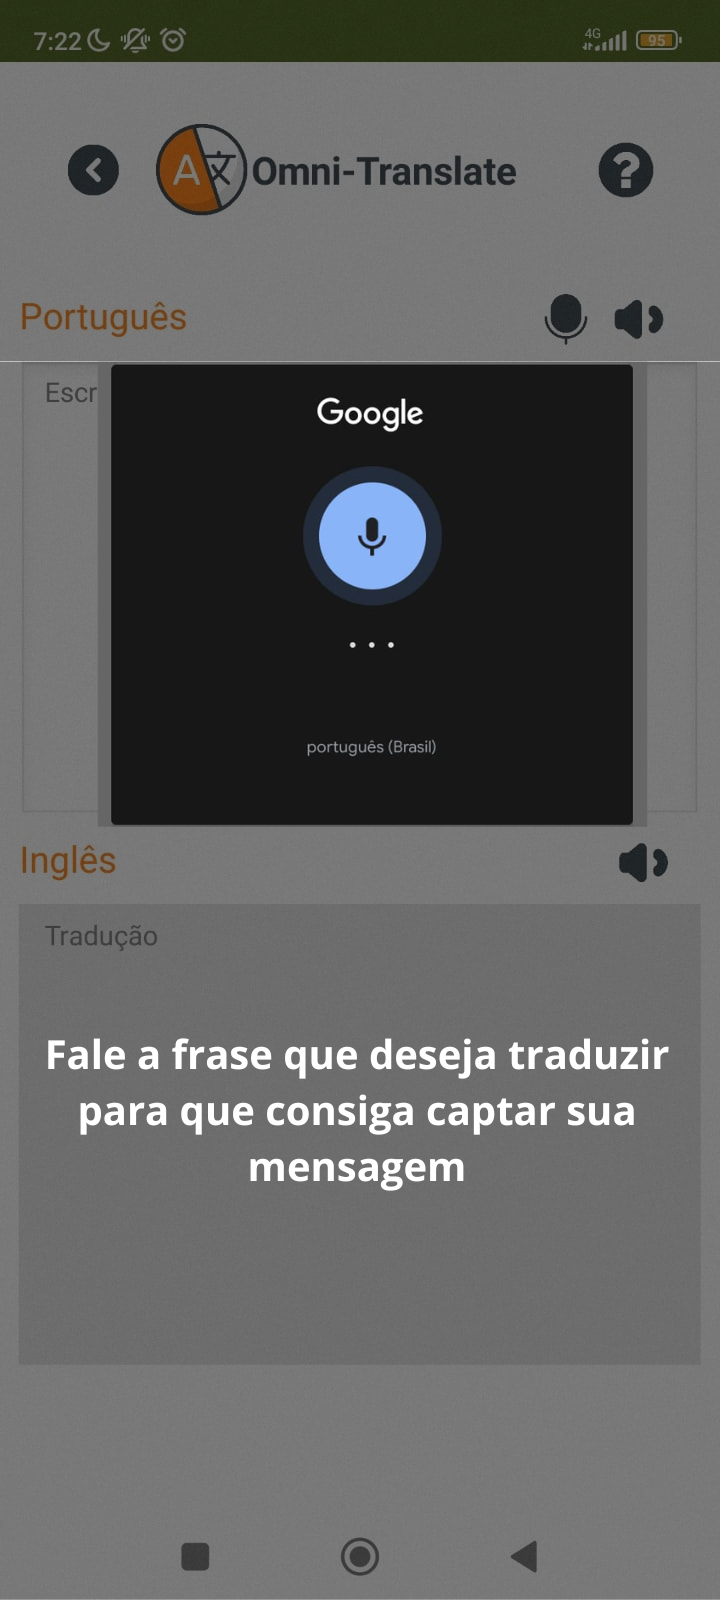 7:22
4G
95
A文 Omni-Translate
?
Português
Escr
Google
português (Brasil)
Inglês
Tradução
Fale a frase que deseja traduzir
para que consiga captar sua
mensagem